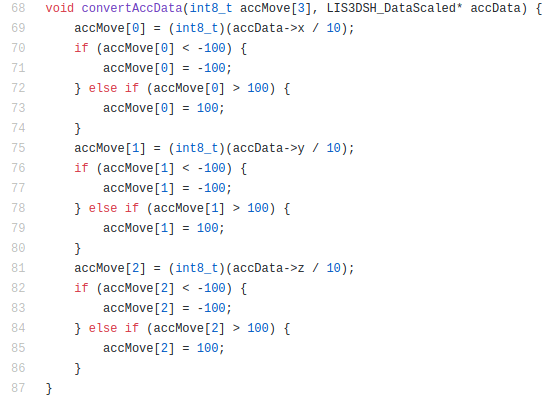 68 void convertAccData(int8_t accMove[3], LIS3DSH_DataScaled* accData) {
69     accMove[0] = (int8_t)(accData->x / 10);
70     if (accMove[0] < -100) {
71         accMove[0] = -100;
72     } else if (accMove[0] > 100) {
73         accMove[0] = 100;
74     }
75     accMove[1] = (int8_t)(accData->y / 10);
76     if (accMove[1] < -100) {
77         accMove[1] = -100;
78     } else if (accMove[1] > 100) {
79         accMove[1] = 100;
80     }
81     accMove[2] = (int8_t)(accData->z / 10);
82     if (accMove[2] < -100) {
83         accMove[2] = -100;
84     } else if (accMove[2] > 100) {
85         accMove[2] = 100;
86     }
87 }